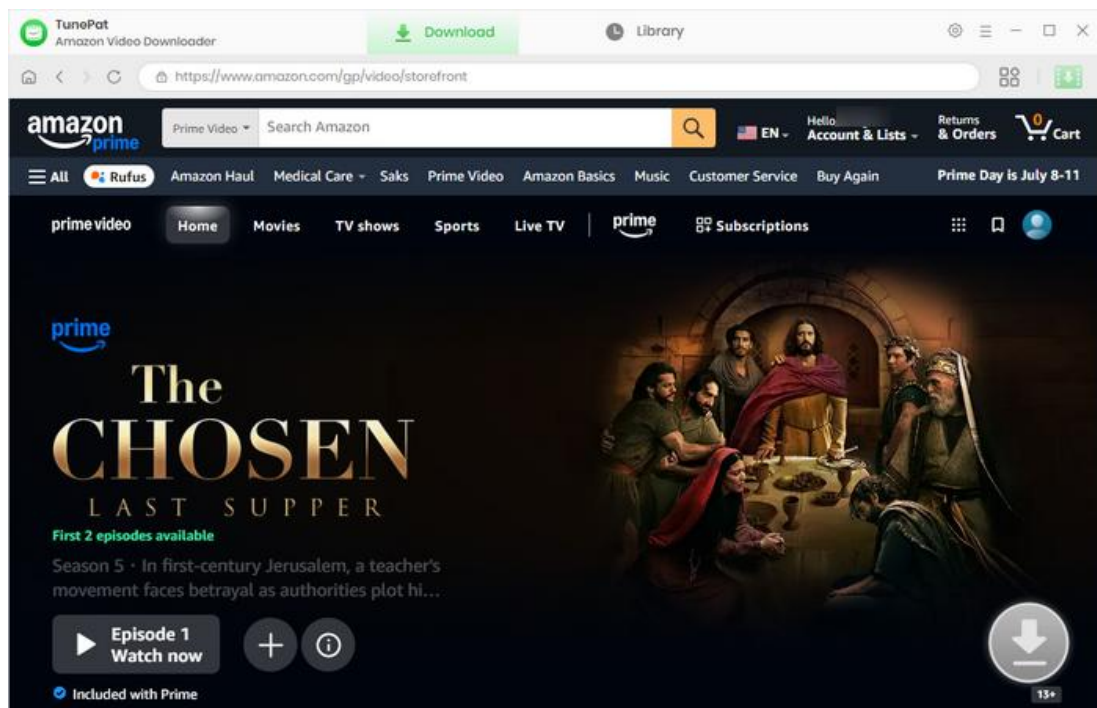 TunePat
Amazon Video Downloader
Download
Library
https://www.amazon.com/gp/video/storefront
amazon prime
Prime Video
Search Amazon
EN
Hello
Account & Lists
Returns
& Orders
0
Cart
All
Rufus
Amazon Haul
Medical Care
Saks
Prime Video
Amazon Basics
Music
Customer Service
Buy Again
Prime Day is July 8-11
prime video
Home
Movies
TV shows
Sports
Live TV
prime
Subscriptions
prime
The
CHOSEN
LAST SUPPER
First 2 episodes available
Season 5 · In first-century Jerusalem, a teacher's
movement faces betrayal as authorities plot hi...
Episode 1
Watch now
Included with Prime
13+